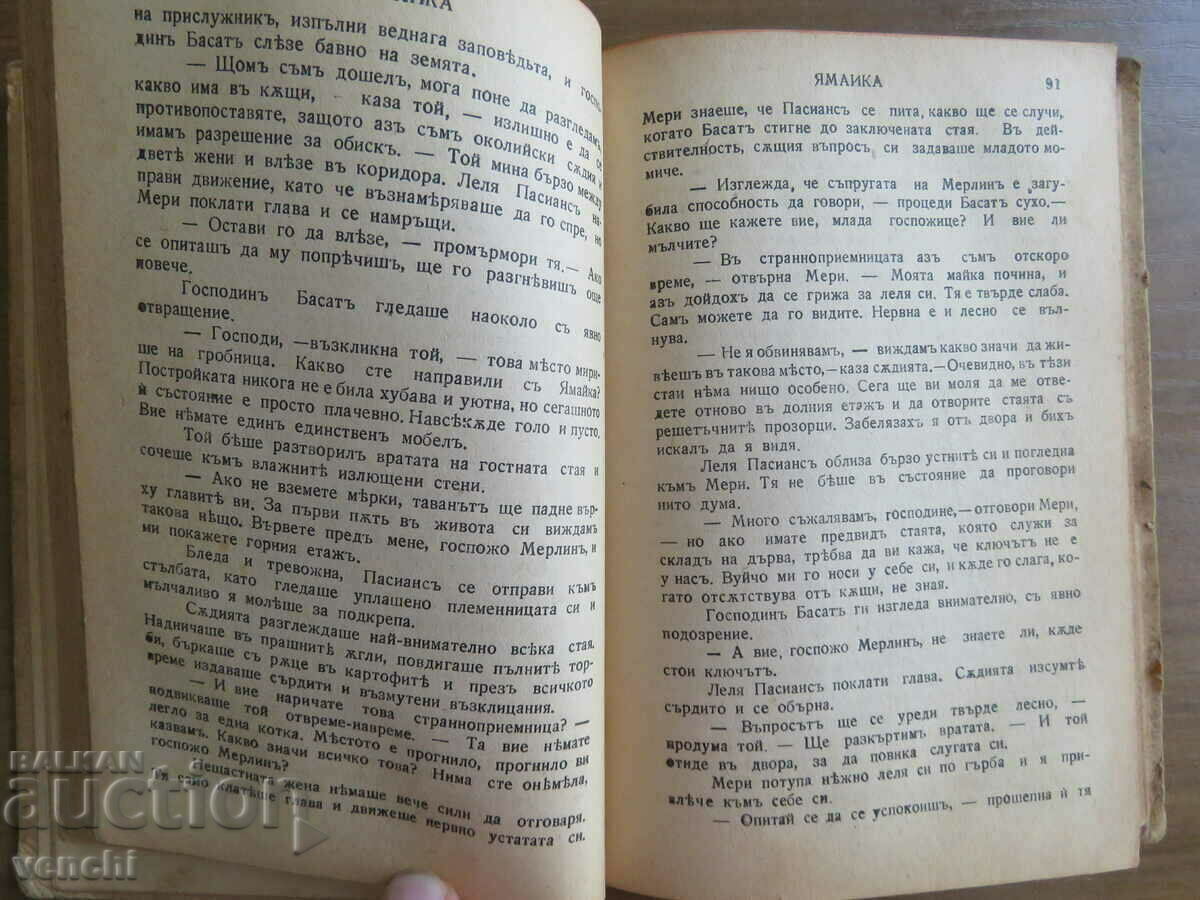 на прислужникъ, изпълни веднага заповѣдьта, и госпо-
динъ Басатъ слѣзе бавно на земята.
— Щомъ съмъ дошелъ, мога поне да разгледамъ,
какво има въ кѫщи, — каза той, — излишно е да се
противопоставяте, защото азъ съмъ околийски сѫдия и
имамъ разрешение за обискъ. — Той мина бързо между
дветѣ жени и влѣзе въ коридора. Леля Пасиансъ на-
прави движение, като че възнамѣряваше да го спре, но
Мери поклати глава и се намръщи.
— Остави го да влѣзе, — промърмори тя.— Ако
се опиташъ да му попрѣчишъ, ще го разгнѣвишъ още
повече.
Господинъ Басатъ гледаше наоколо съ явно
отвращение.
— Господи, —възкликна той, — това мѣсто мири-
ше на гробница. Какво сте направили съ Ямайка?
Постройката никога не е била хубава и уютна, но сегашното
ѝ състояние е просто плачевно. Навсѣкѫде голо и пусто.
Вие нѣмате единъ единственъ мобелъ.
Той бѣше разтворилъ вратата на гостната стая и
сочеше къмъ влажнитѣ излющени стени.
— Ако не вземете мѣрки, таванътъ ще падне вър-
ху главитѣ ви. За първи пѫть въ живота си виждамъ
такова нѣщо. Вървете предъ мене, госпожо Мерлинъ, и
ми покажете горния етажъ.
Бледа и тревожна, Пасиансъ се отправи къмъ
стълбата, като гледаше уплашено племенницата си и
мълчаливо я молѣше за подкрепа.
Сѫдията разглеждаше най-внимателно всѣка стая.
Надничаше въ прашнитѣ ѫгли, повдигаше пълнитѣ тор-
би, бъркаше съ рѫце въ картофитѣ и презъ всичкото
време издаваше сърдити и възмутени възклицания.
— И вие наричате това странноприемница? —
подвикваше той отвреме-навреме. — Та вие нѣмате
легло за една котка. Мѣстото е прогнило, прогнило ви
казвамъ. Какво значи всичко това? Нима сте онѣмѣла,
госпожо Мерлинъ?
Нещастната жена нѣмаше вече сили да отговаря.
Тя само клатѣше глава и движеше нервно устатата си.
ЯМАЙКА 91
Мери знаеше, че Пасиансъ се пита, какво ще се случи,
когато Басатъ стигне до заключената стая. Въ дей-
ствителность, сѫщия въпросъ си задаваше младото мо-
миче.
— Изглежда, че съпругата на Мерлинъ е загу-
била способность да говори, — процеди Басатъ сухо.—
Какво ще кажете вие, млада госпожице? И вие ли
мълчите?
— Въ странноприемницата азъ съмъ отскоро
време, — отвърна Мери. — Моята майка почина, и
азъ дойдохъ да се грижа за леля си. Тя е твърде слаба.
Самъ можете да го видите. Нервна е и лесно се въл-
нува.
— Не я обвинявамъ, — виждамъ какво значи да жи-
вѣешъ въ такова мѣсто,—каза сѫдията.—Очевидно, въ тѣзи
стаи нѣма нищо особено. Сега ще ви моля да ме отве-
дете отново въ долния етажъ и да отворите стаята съ
решетъчнитѣ прозорци. Забелязахъ я отъ двора и бихъ
искалъ да я видя.
Леля Пасиансъ облиза бързо устнитѣ си и погледна
къмъ Мери. Тя не бѣше въ състояние да проговори
нито дума.
— Много съжалявамъ, господине,—отговори Мери,
— но ако имате предвидъ стаята, която служи за
складъ на дърва, трѣбва да ви кажа, че ключътъ не е
у насъ. Вуйчо ми го носи у себе си, и кѫде го слага, ко-
гато отсѫтствува отъ кѫщи, не зная.
Господинъ Басатъ ги изгледа внимателно, съ явно
подозрение.
— А вие, госпожо Мерлинъ, не знаете ли, кѫде
стои ключътъ.
Леля Пасиансъ поклати глава. Сѫдията изсумтѣ
сърдито и се обърна.
— Въпросътъ ще се уреди твърде лесно, —
продума той. — Ще разкъртимъ вратата. — И той
отиде въ двора, за да повика слугата си.
Мери потупа нѣжно леля си по гърба и я при-
влѣче къмъ себе си.
— Опитай се да се успокоишъ, — прошепна ѝ тя
BALKAN
auction
venchi